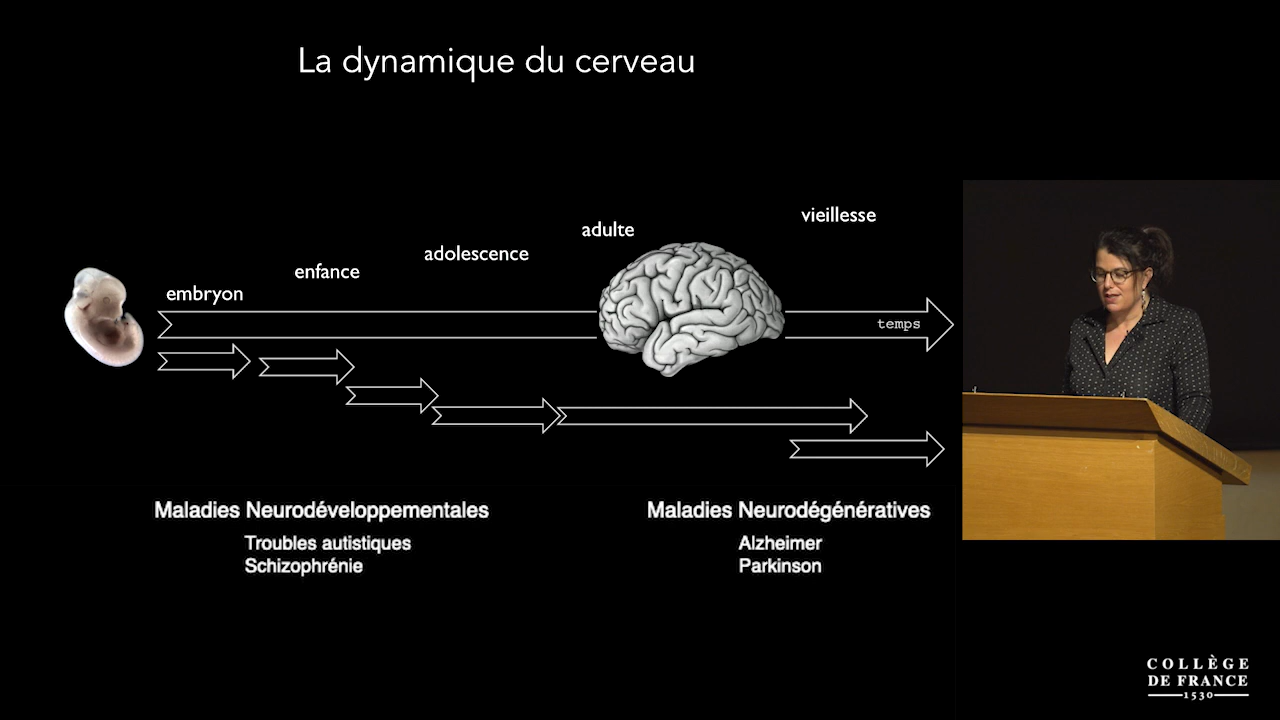 La dynamique du cerveau
vieillesse
adulte
adolescence
enfance
embryon
temps
Maladies Neurodéveloppementales
Troubles autistiques
Schizophrénie
Maladies Neurodégénératives
Alzheimer
Parkinson
COLLÈGE
DE FRANCE
1530